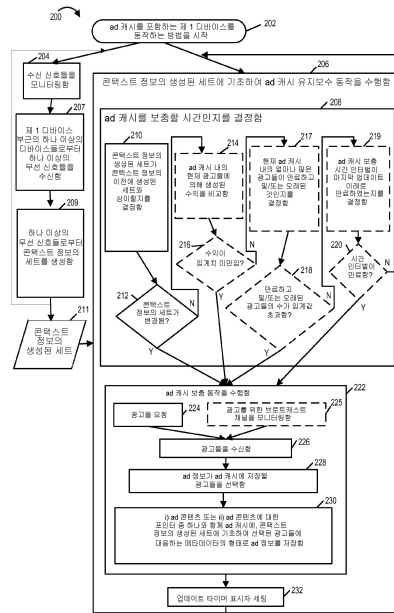 200
ad 캐시를 포함하는 제 1 디바이스를
동작하는 방법을 시작
202
204
수신 신호들을
모니터링함
207
제 1 디바이스
부근의 하나 이상의
디바이스들로부터
하나 이상의
무선 신호들을
수신함
209
하나 이상의
무선 신호들로부터
콘택스트 정보의
세트를 생성함
211
콘택스트
정보의
생성된 세트
206
콘택스트 정보의 생성된 세트에 기초하여 ad 캐시 유지보수 동작을 수행함
208
ad 캐시를 보충할 시간인지를 결정함
210
콘택스트 정보의
생성된 세트가
콘택스트 정보의
이전에 생성된
세트와
상이할지를
결정함
212
콘택스트
정보의 세트가
변경됨?
N
Y
214
ad 캐시 내의
현재 광고들에
의해 생성된
수익을 비교함
216
수익이
임계치 미만임?
N
Y
217
현재 ad 캐시
내의 얼마나 많은
광고들이 만료하고
및/또는 오래된
것인지를
결정함
218
만료하고
및/또는 오래된
광고들의 수가 임계값
초과함?
N
Y
219
ad 캐시 보충
시간 인터벌이
마지막 업데이트
이래로
만료하였는지를
결정함
220
시간
인터벌이
만료함?
N
Y
222
ad 캐시 보충 동작을 수행함
224
광고들 요청
225
광고를 위한 브로드캐스트
채널을 모니터링함
226
광고들을 수신함
228
ad 정보가 ad 캐시에 저장할
광고들을 선택함
230
i) ad 콘텐츠 또는 ii) ad 콘텐츠에 대한
포인터 중 하나와 함께 ad 캐시에, 콘택스트
정보의 생성된 세트에 기초하여 선택된 광고들에
대응하는 메타데이터의 형태로 ad 정보를 저장함
232
업데이트 타이머 표시자 세팅